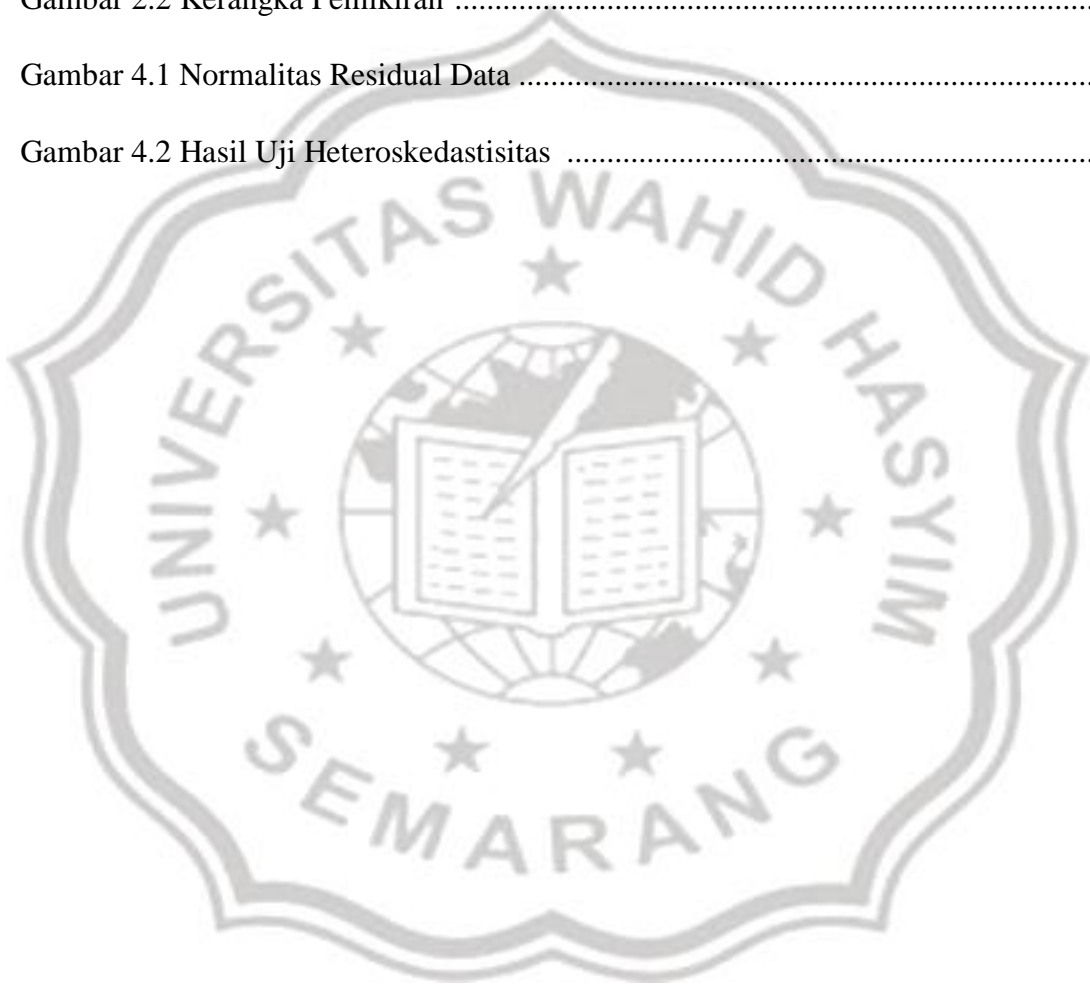 Gambar 2.2 Kerangka Pemikiran ........................................................................
Gambar 4.1 Normalitas Residual Data ................................................................
Gambar 4.2 Hasil Uji Heteroskedastisitas ..........................................................
UNIVERSITAS WAHID HASYIM
SEMARANG